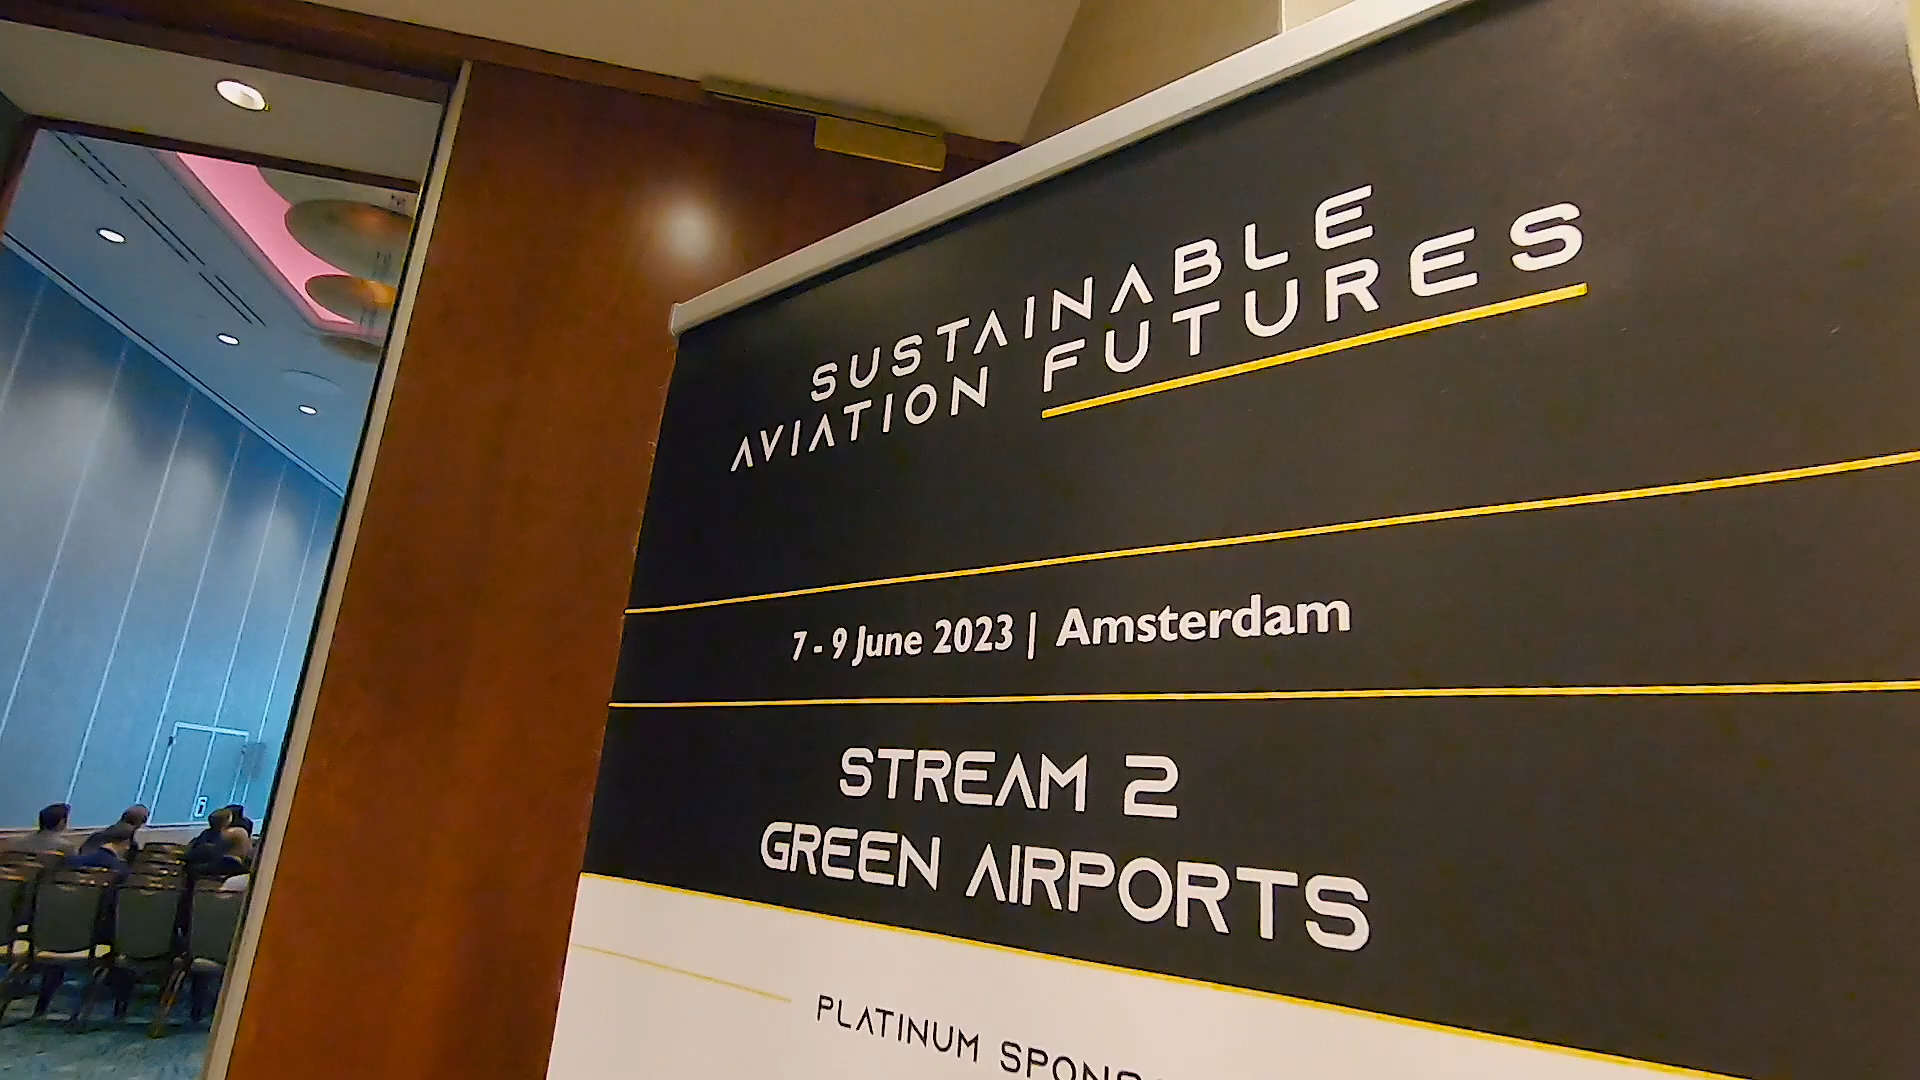 SUSTAINABLE
AVIATION FUTURES
7 - 9 June 2023 | Amsterdam
STREAM 2
GREEN AIRPORTS
PLATINUM